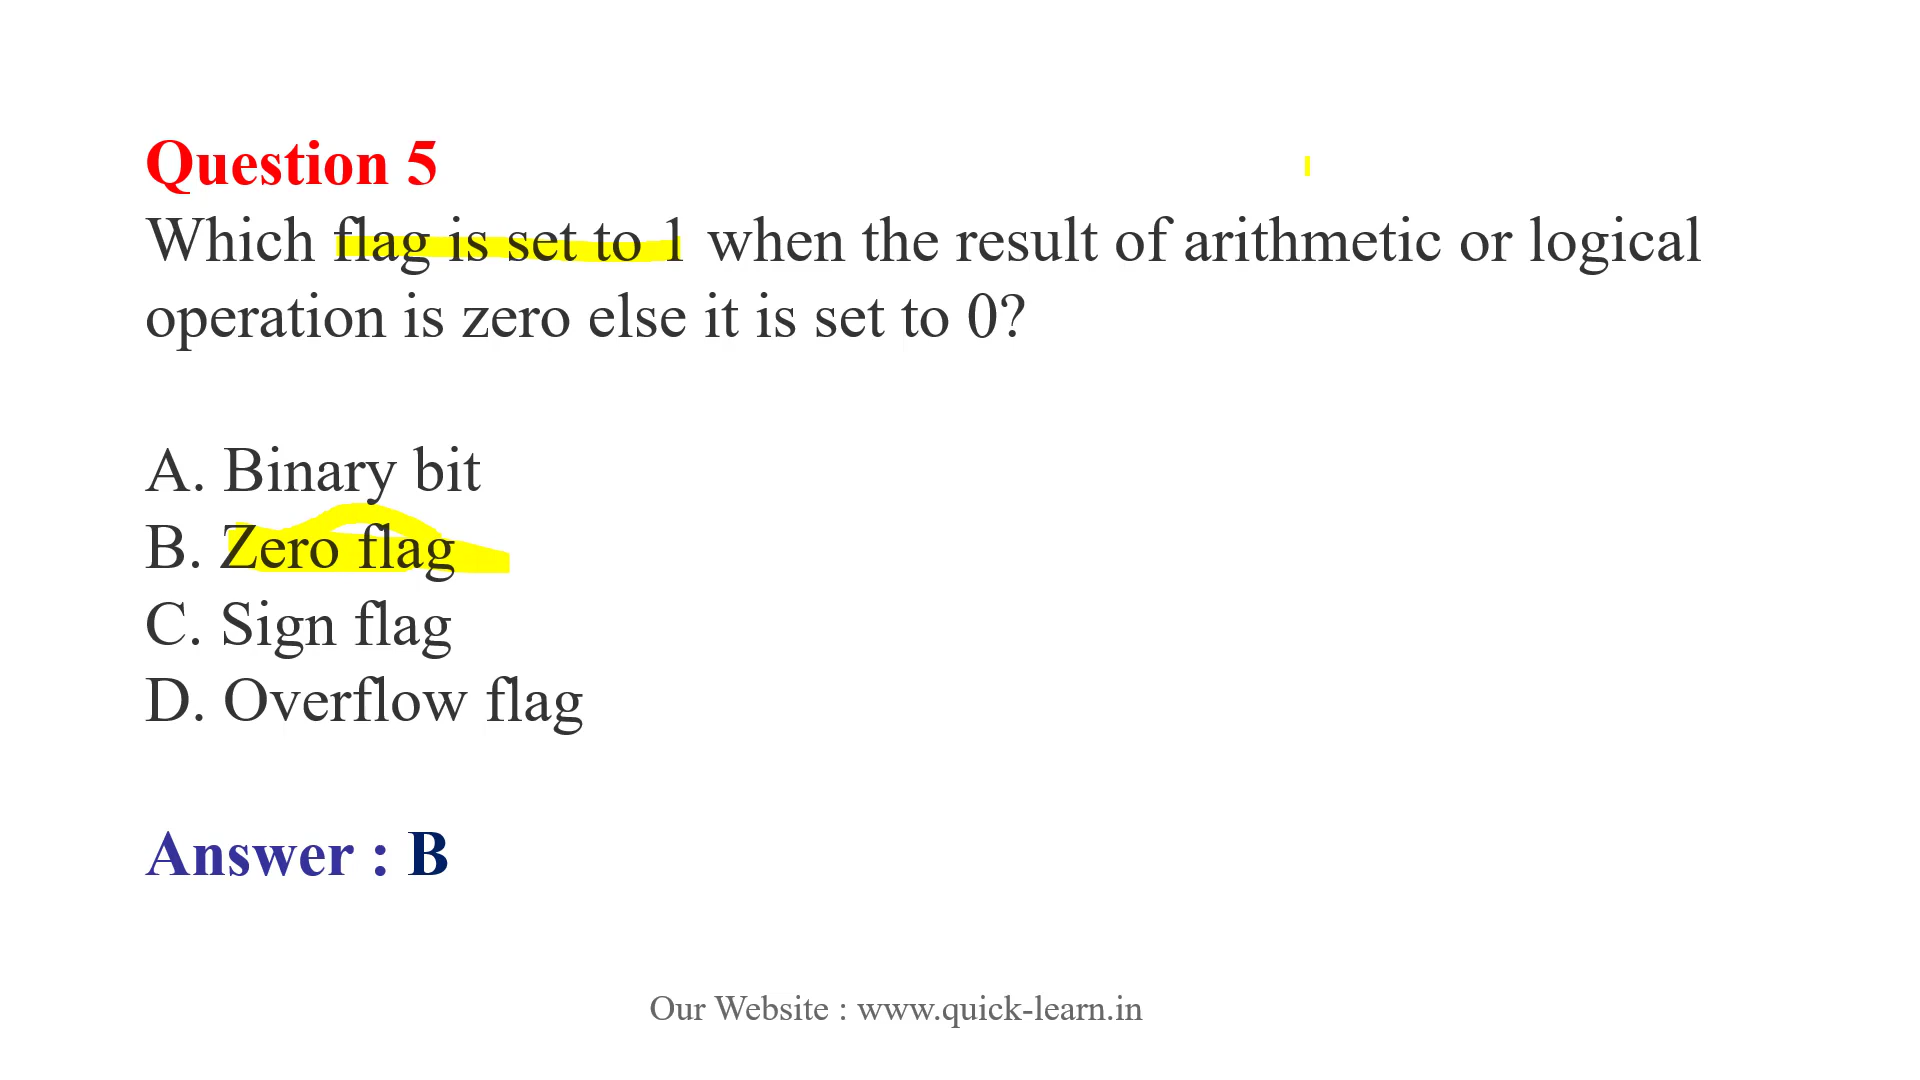 Question 5
Which flag is set to 1 when the result of arithmetic or logical
operation is zero else it is set to 0?
A. Binary bit
B. Zero flag
C. Sign flag
D. Overflow flag
Answer : B
Our Website : www.quick-learn.in